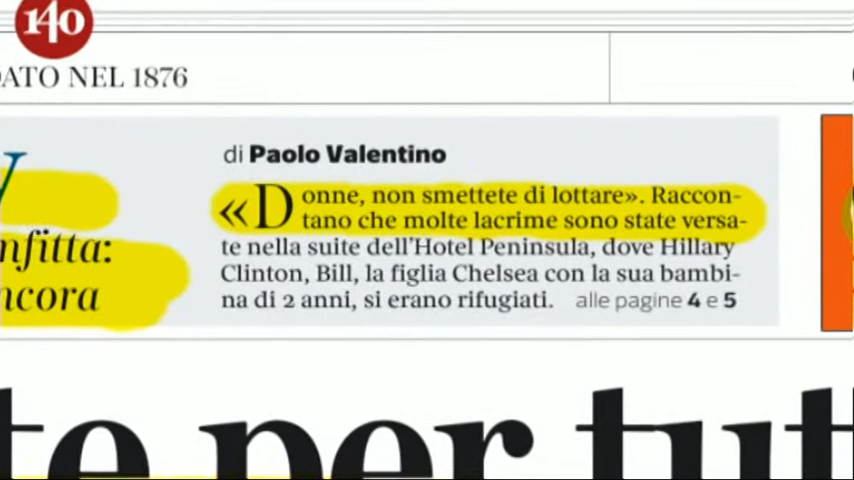 140
DATO NEL 1876
di Paolo Valentino
«Donne, non smettete di lottare». Raccon-
tano che molte lacrime sono state versa-
te nella suite dell'Hotel Peninsula, dove Hillary
nfitta:
Clinton, Bill, la figlia Chelsea con la sua bambi-
ncora
na di 2 anni, si erano rifugiati. alle pagine 4 e 5
te per tut